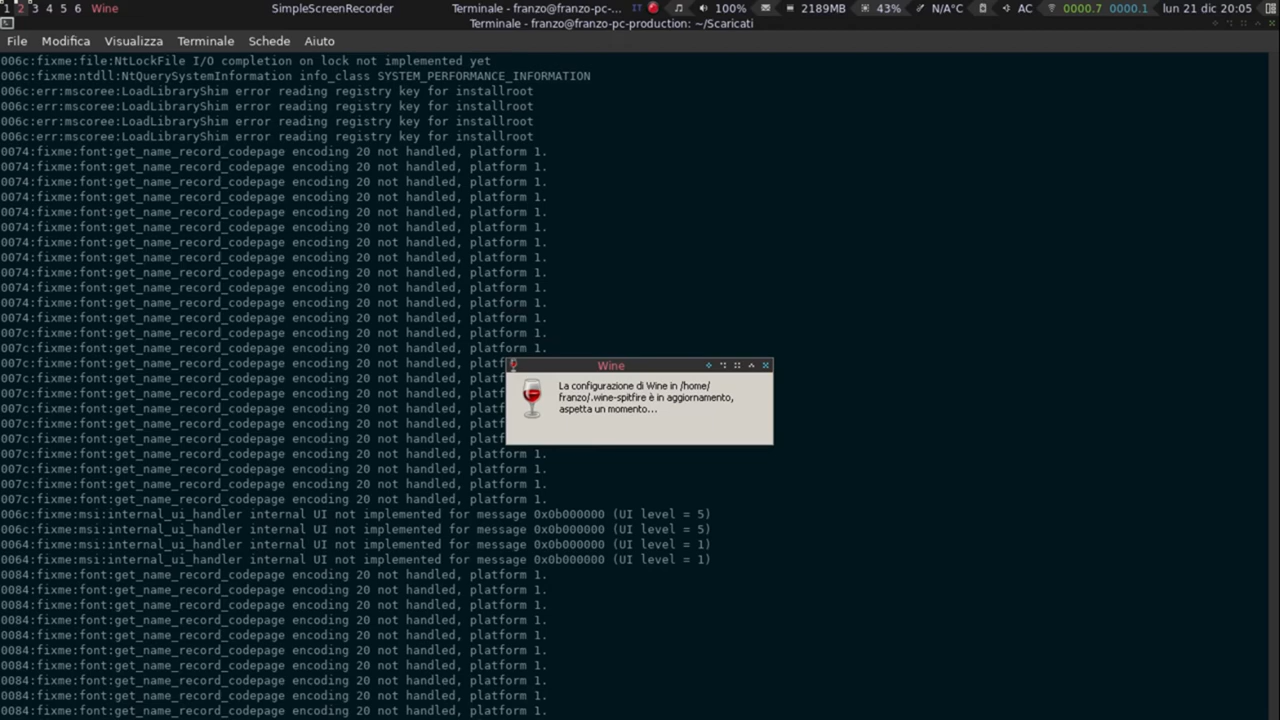 1 2 3 4 5 6 Wine SimpleScreenRecorder Terminale - franzo@franzo-pc-... IT 100% 2189MB 43% N/A°C AC 0000.7 0000.1 lun 21 dic 20:05
Terminale - franzo@franzo-pc-production: ~/Scaricati
File Modifica Visualizza Terminale Schede Aiuto
006c:fixme:file:NtLockFile I/O completion on lock not implemented yet
006c:fixme:ntdll:NtQuerySystemInformation info_class SYSTEM_PERFORMANCE_INFORMATION
006c:err:mscoree:LoadLibraryShim error reading registry key for installroot
006c:err:mscoree:LoadLibraryShim error reading registry key for installroot
006c:err:mscoree:LoadLibraryShim error reading registry key for installroot
006c:err:mscoree:LoadLibraryShim error reading registry key for installroot
0074:fixme:font:get_name_record_codepage encoding 20 not handled, platform 1.
0074:fixme:font:get_name_record_codepage encoding 20 not handled, platform 1.
0074:fixme:font:get_name_record_codepage encoding 20 not handled, platform 1.
0074:fixme:font:get_name_record_codepage encoding 20 not handled, platform 1.
0074:fixme:font:get_name_record_codepage encoding 20 not handled, platform 1.
0074:fixme:font:get_name_record_codepage encoding 20 not handled, platform 1.
0074:fixme:font:get_name_record_codepage encoding 20 not handled, platform 1.
0074:fixme:font:get_name_record_codepage encoding 20 not handled, platform 1.
0074:fixme:font:get_name_record_codepage encoding 20 not handled, platform 1.
0074:fixme:font:get_name_record_codepage encoding 20 not handled, platform 1.
0074:fixme:font:get_name_record_codepage encoding 20 not handled, platform 1.
0074:fixme:font:get_name_record_codepage encoding 20 not handled, platform 1.
007c:fixme:font:get_name_record_codepage encoding 20 not handled, platform 1.
007c:fixme:font:get_name_record_codepage encoding 20 not handled, platform 1.
007c:fixme:font:get_name_record_codepage encoding 20 not handled, platf
007c:fixme:font:get_name_record_codepage encoding 20 not handled, platf
007c:fixme:font:get_name_record_codepage encoding 20 not handled, platf
007c:fixme:font:get_name_record_codepage encoding 20 not handled, platf
007c:fixme:font:get_name_record_codepage encoding 20 not handled, platf
007c:fixme:font:get_name_record_codepage encoding 20 not handled, platf
Wine
La configurazione di Wine in /home/
franzo/.wine-spitfire è in aggiornamento,
aspetta un momento...
007c:fixme:font:get_name_record_codepage encoding 20 not handled, platform 1.
007c:fixme:font:get_name_record_codepage encoding 20 not handled, platform 1.
007c:fixme:font:get_name_record_codepage encoding 20 not handled, platform 1.
007c:fixme:font:get_name_record_codepage encoding 20 not handled, platform 1.
006c:fixme:msi:internal_ui_handler internal UI not implemented for message 0x0b000000 (UI level = 5)
006c:fixme:msi:internal_ui_handler internal UI not implemented for message 0x0b000000 (UI level = 5)
0064:fixme:msi:internal_ui_handler internal UI not implemented for message 0x0b000000 (UI level = 1)
0064:fixme:msi:internal_ui_handler internal UI not implemented for message 0x0b000000 (UI level = 1)
0084:fixme:font:get_name_record_codepage encoding 20 not handled, platform 1.
0084:fixme:font:get_name_record_codepage encoding 20 not handled, platform 1.
0084:fixme:font:get_name_record_codepage encoding 20 not handled, platform 1.
0084:fixme:font:get_name_record_codepage encoding 20 not handled, platform 1.
0084:fixme:font:get_name_record_codepage encoding 20 not handled, platform 1.
0084:fixme:font:get_name_record_codepage encoding 20 not handled, platform 1.
0084:fixme:font:get_name_record_codepage encoding 20 not handled, platform 1.
0084:fixme:font:get_name_record_codepage encoding 20 not handled, platform 1.
0084:fixme:font:get_name_record_codepage encoding 20 not handled, platform 1.
0084:fixme:font:get_name_record_codepage encoding 20 not handled, platform 1.